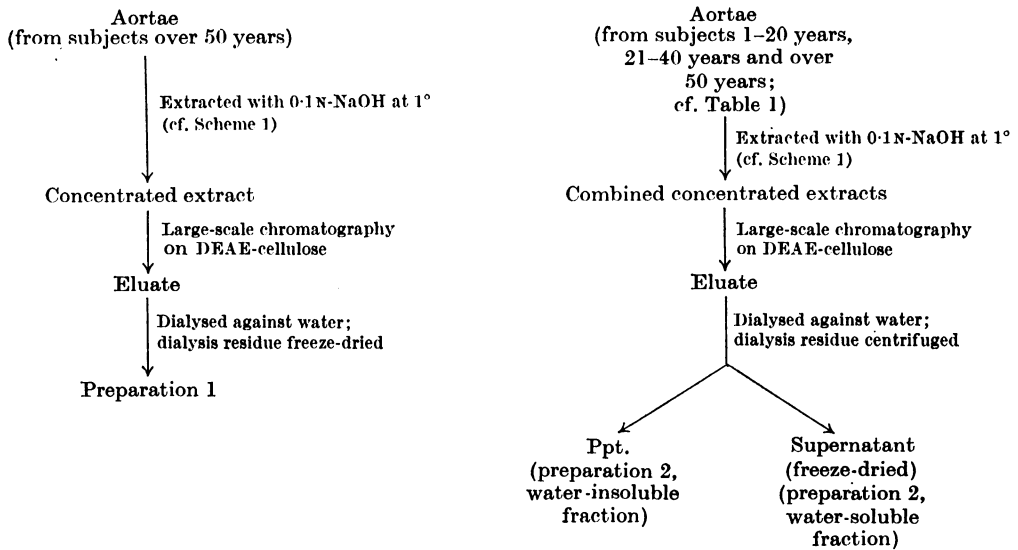 Aortae
(from subjects over 50 years)
Extracted with 0·1 N-NaOH at 1°
(cf. Scheme 1)
Concentrated extract
Large-scale chromatography
on DEAE-cellulose
Eluate
Dialysed against water;
dialysis residue freeze-dried
Preparation 1
Aortae
(from subjects 1–20 years,
21–40 years and over
50 years;
cf. Table 1)
Extracted with 0·1 N-NaOH at 1°
(cf. Scheme 1)
Combined concentrated extracts
Large-scale chromatography
on DEAE-cellulose
Eluate
Dialysed against water;
dialysis residue centrifuged
Ppt.
(preparation 2,
water-insoluble
fraction)
Supernatant
(freeze-dried)
(preparation 2,
water-soluble
fraction)